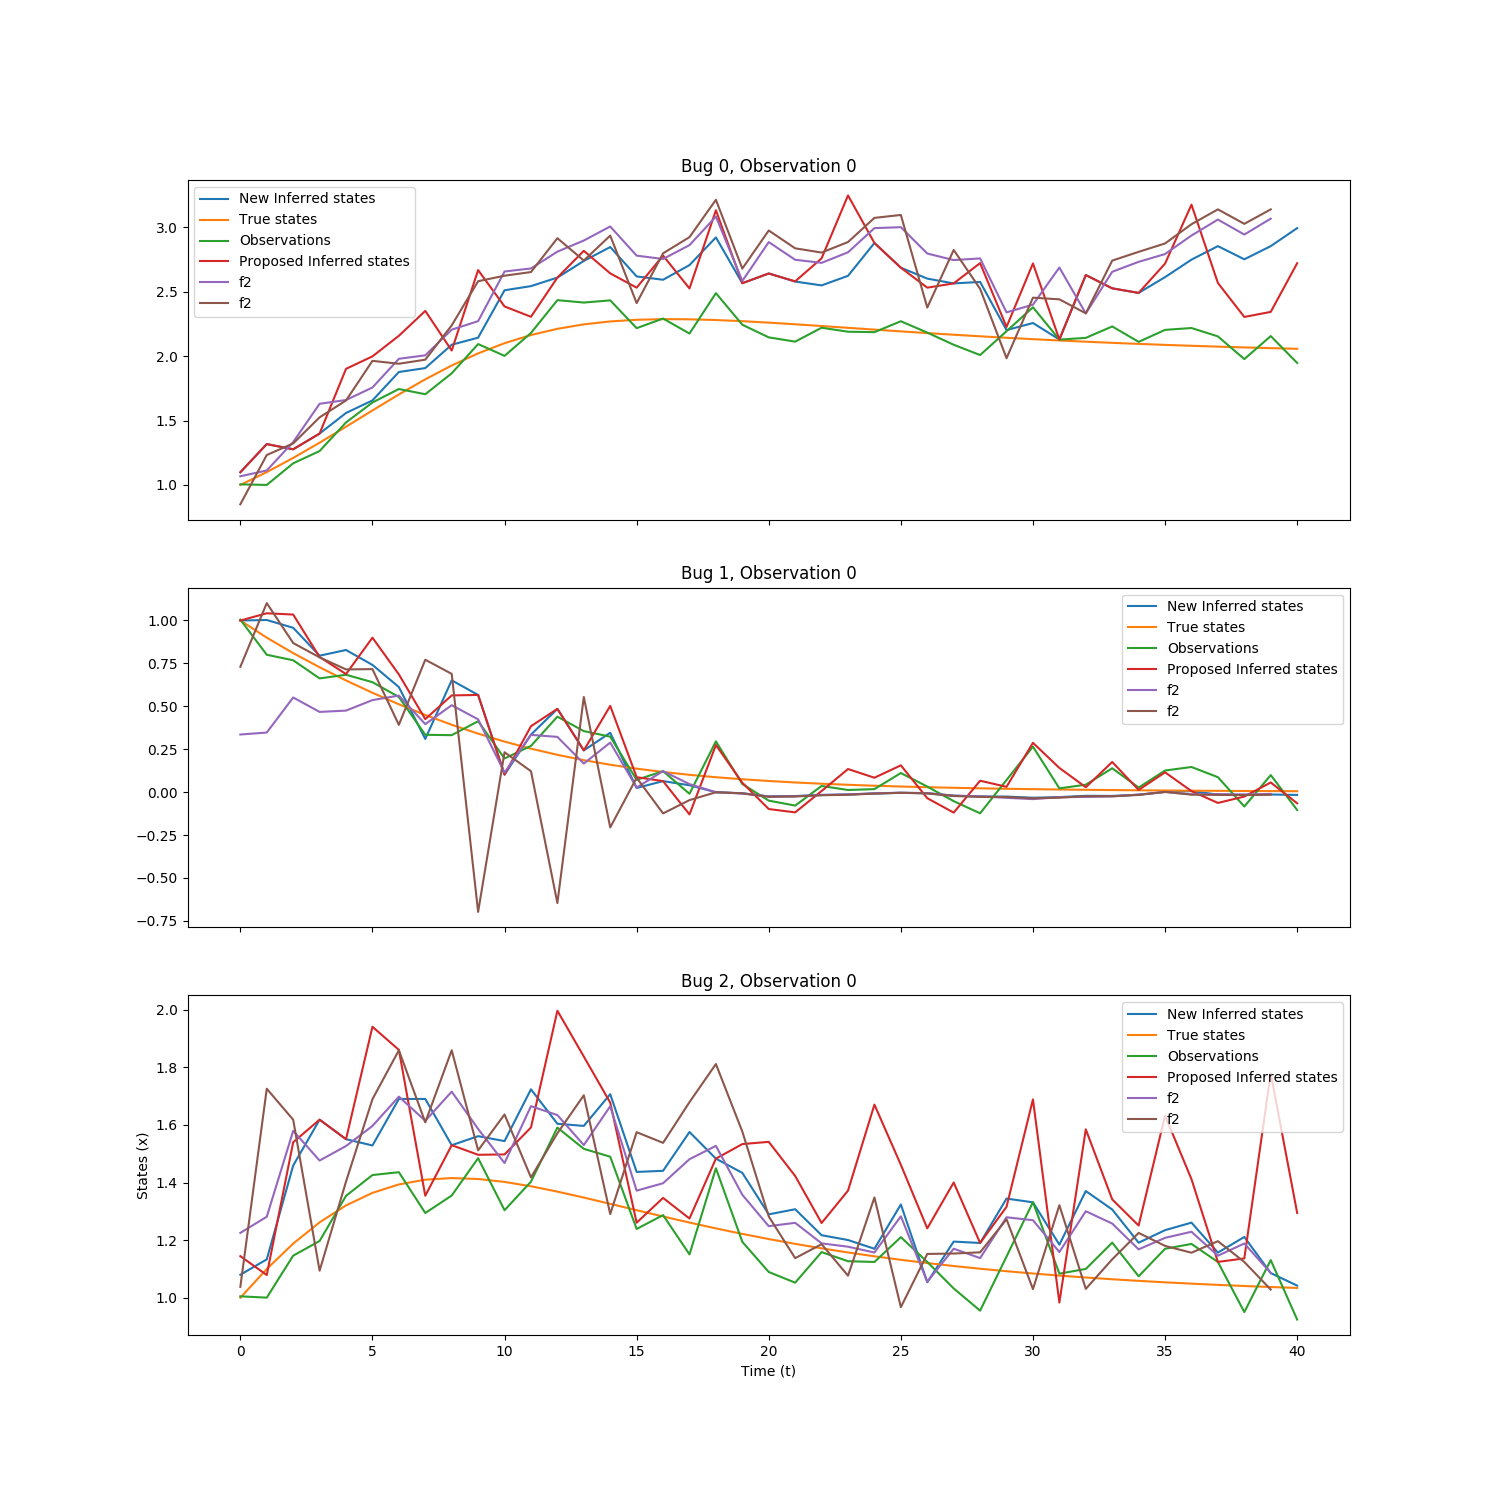 Bug 0, Observation 0
New Inferred states
True states
Observations
Proposed Inferred states
f2
f2
3.0
2.5
2.0
1.5
1.0
Bug 1, Observation 0
New Inferred states
True states
Observations
Proposed Inferred states
f2
f2
1.00
0.75
0.50
0.25
0.00
−0.25
−0.50
−0.75
Bug 2, Observation 0
New Inferred states
True states
Observations
Proposed Inferred states
f2
f2
2.0
1.8
1.6
1.4
1.2
1.0
States (x)
0 5 10 15 20 25 30 35 40
Time (t)